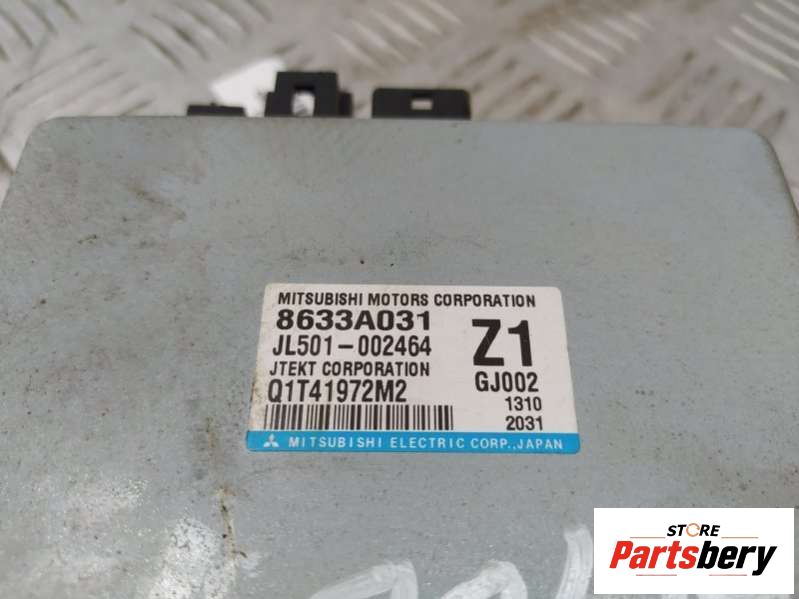 MITSUBISHI MOTORS CORPORATION
8633A031
JL501-002464
JTEKT CORPORATION
Q1T41972M2
Z1
GJ002
1310
2031
MITSUBISHI ELECTRIC CORP., JAPAN
STORE
Partsbery